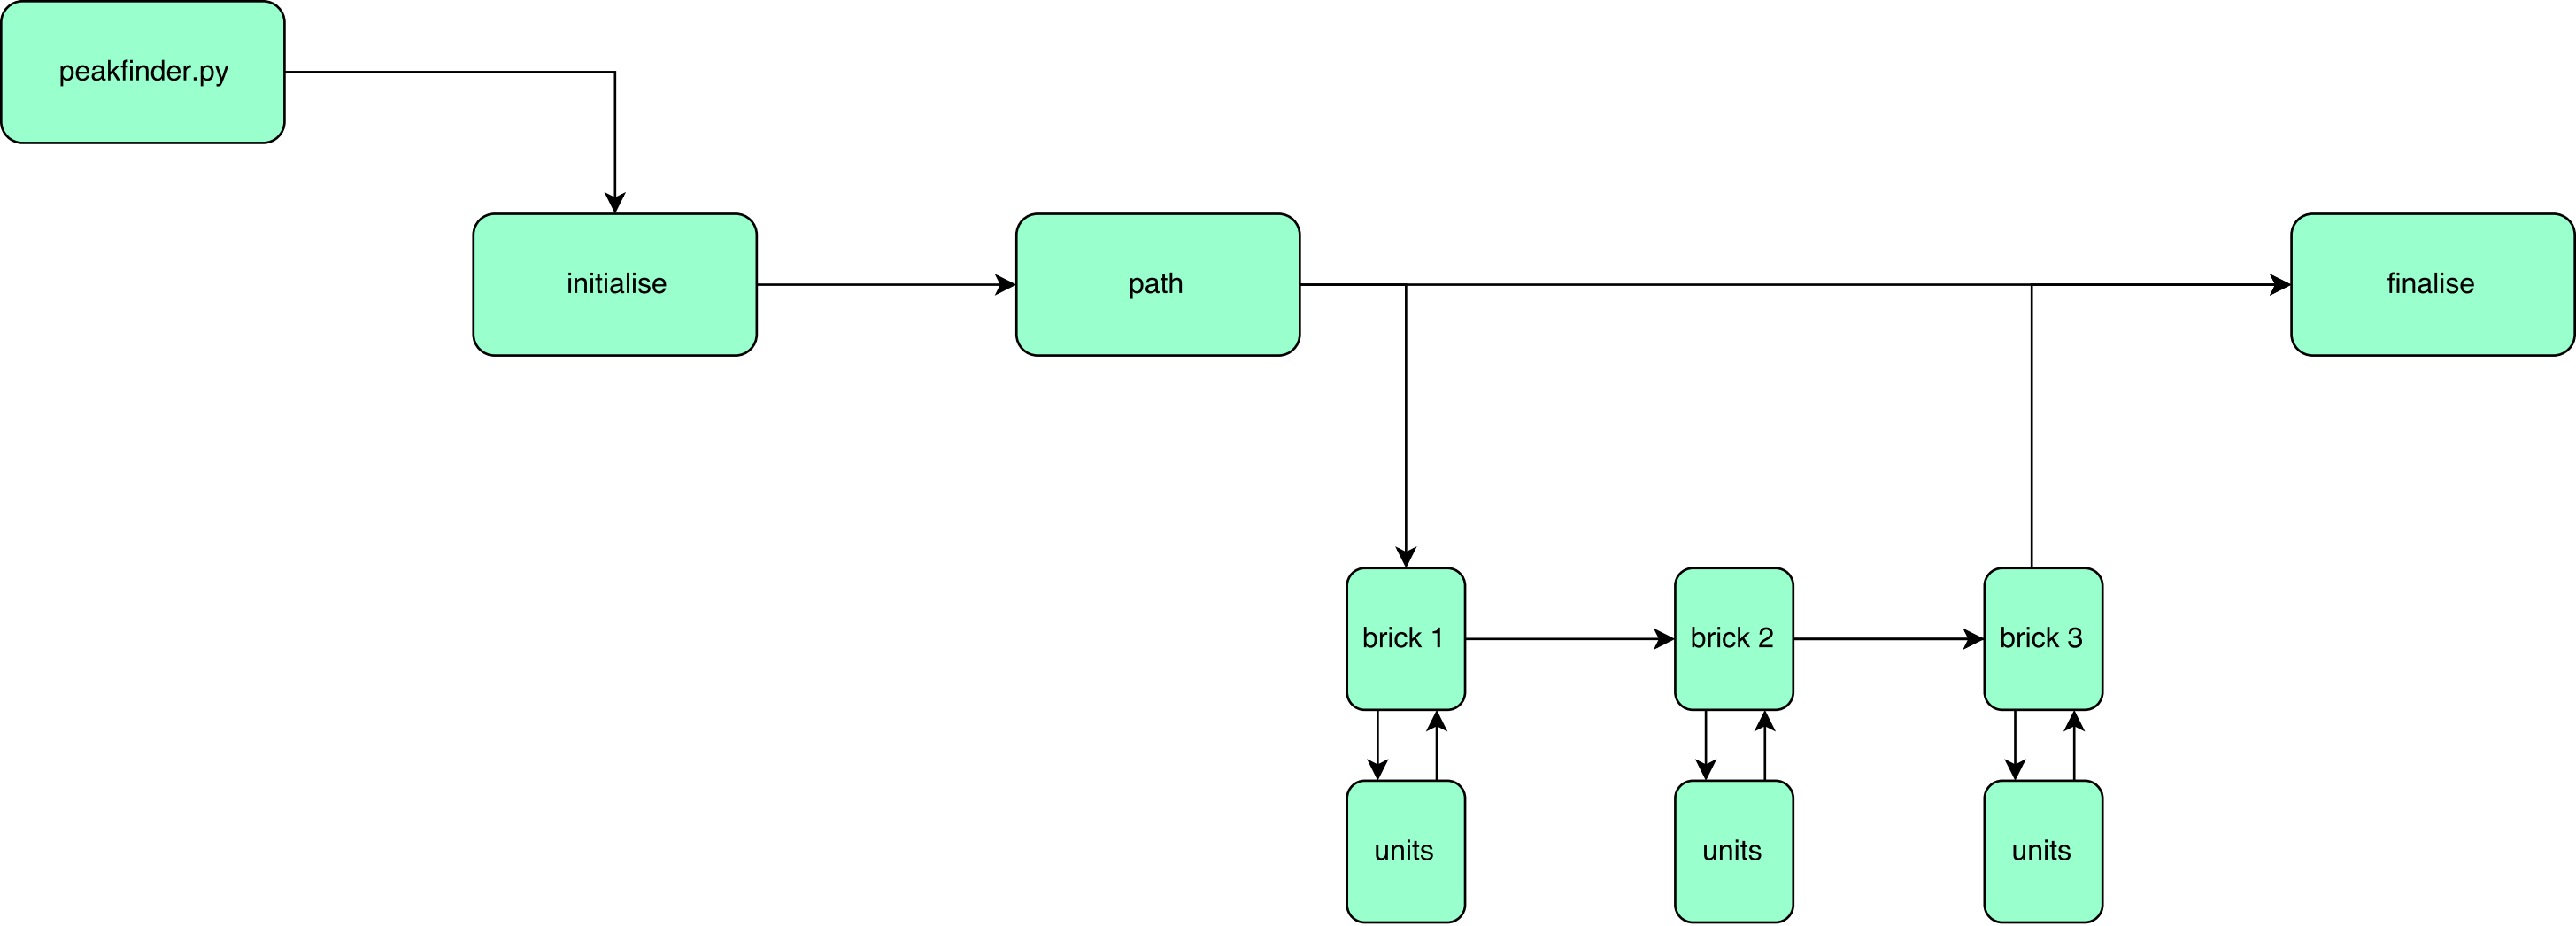 peakfinder.py
initialise
path
finalise
brick 1
brick 2
brick 3
units
units
units